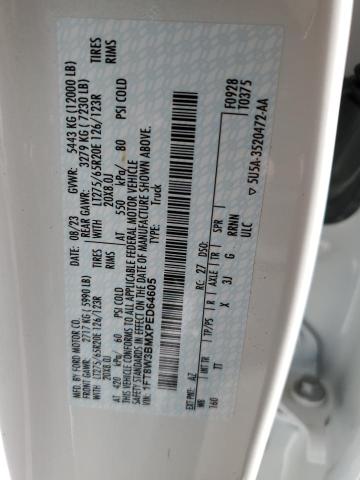 MFD. BY FORD MOTOR CO.
DATE: 08/23 GVWR: 5443 KG (12000 LB)
FRONT GAWR: 2717 KG (5990 LB) REAR GAWR: 3279 KG (7230 LB)
LT275/65R20E 126/123R TIRES WITH LT275/65R20E 126/123R TIRES
20X8.0J RIMS WITH 20X8.0J RIMS
AT 420 kPa/ 60 PSI COLD AT 550 kPa/ 80 PSI COLD
THIS VEHICLE CONFORMS TO ALL APPLICABLE FEDERAL MOTOR VEHICLE
SAFETY STANDARDS IN EFFECT ON THE DATE OF MANUFACTURE SHOWN ABOVE.
VIN: 1FT8W3BMXPED64605
TYPE: Truck
F0928
T0375
EXT PNT: AZ RC: 27 DSO:
WB INT TR TP/PS R AXLE TR SPR
160 TT X 3J G RRNIN
ULC
5U5A-3520472-AA